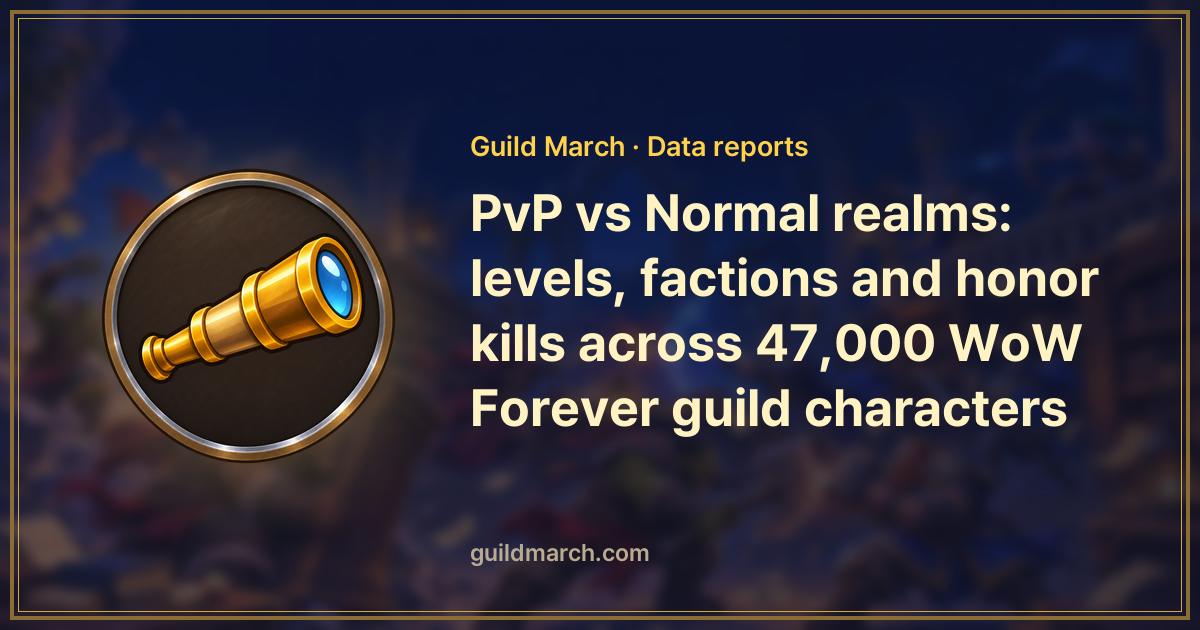 Guild March · Data reports
PvP vs Normal realms:
levels, factions and honor
kills across 47,000 WoW
Forever guild characters
guildmarch.com